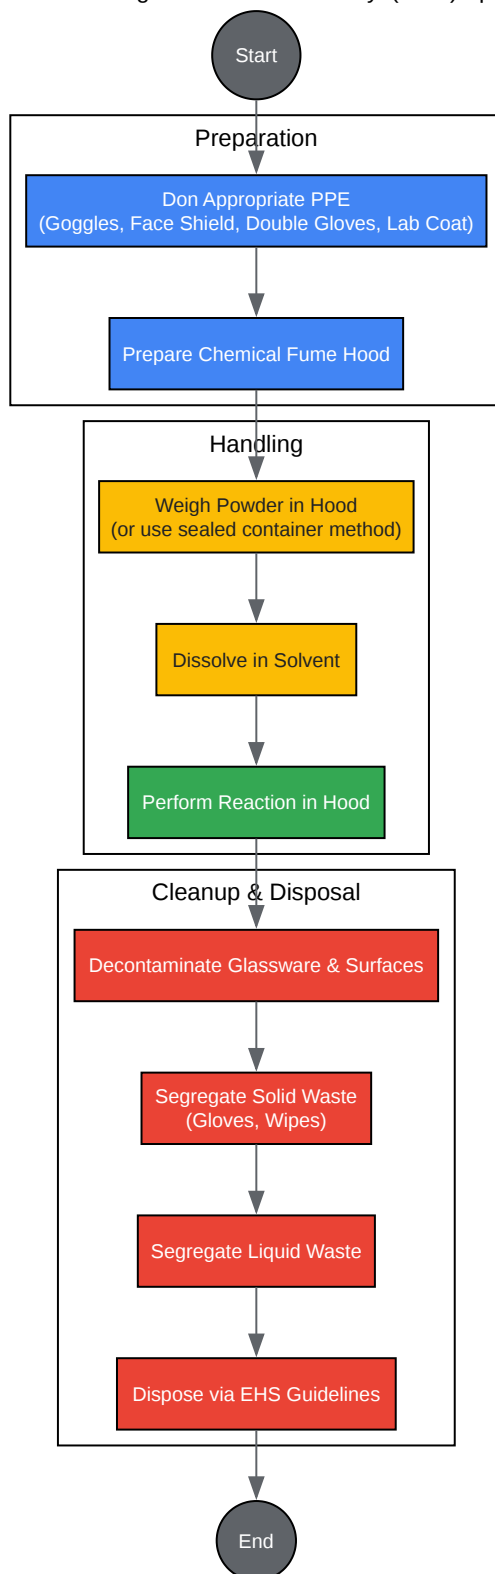 Start
Preparation
Don Appropriate PPE
(Goggles, Face Shield, Double Gloves, Lab Coat)
Prepare Chemical Fume Hood
Handling
Weigh Powder in Hood
(or use sealed container method)
Dissolve in Solvent
Perform Reaction in Hood
Cleanup & Disposal
Decontaminate Glassware & Surfaces
Segregate Solid Waste
(Gloves, Wipes)
Segregate Liquid Waste
Dispose via EHS Guidelines
End